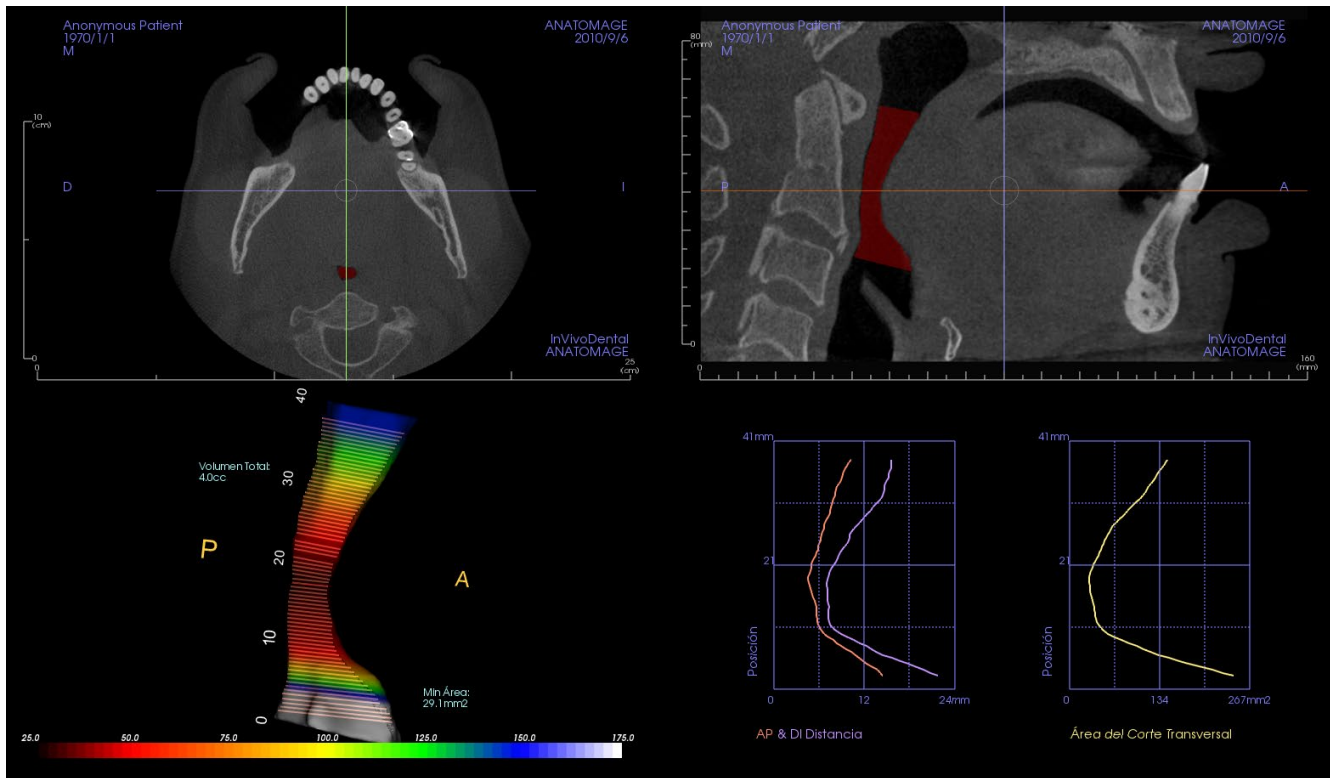 Anonymous Patient
1970/1/1
M
ANATOMAGE
2010/9/6
10
(cm)
D
I
0
InVivoDental
ANATOMAGE
0
25
(cm)
Anonymous Patient
1970/1/1
M
ANATOMAGE
2010/9/6
80
(mm)
P
A
0
InVivoDental
ANATOMAGE
0
160
(mm)
40
30
20
10
0
Volumen Total:
4.0cc
P
A
Min Área:
29.1mm2
25.0 50.0 75.0 100.0 125.0 150.0 175.0
41mm
21
Posición
0 12 24mm
AP & DI Distancia
41mm
21
Posición
0 134 267mm2
Área del Corte Transversal